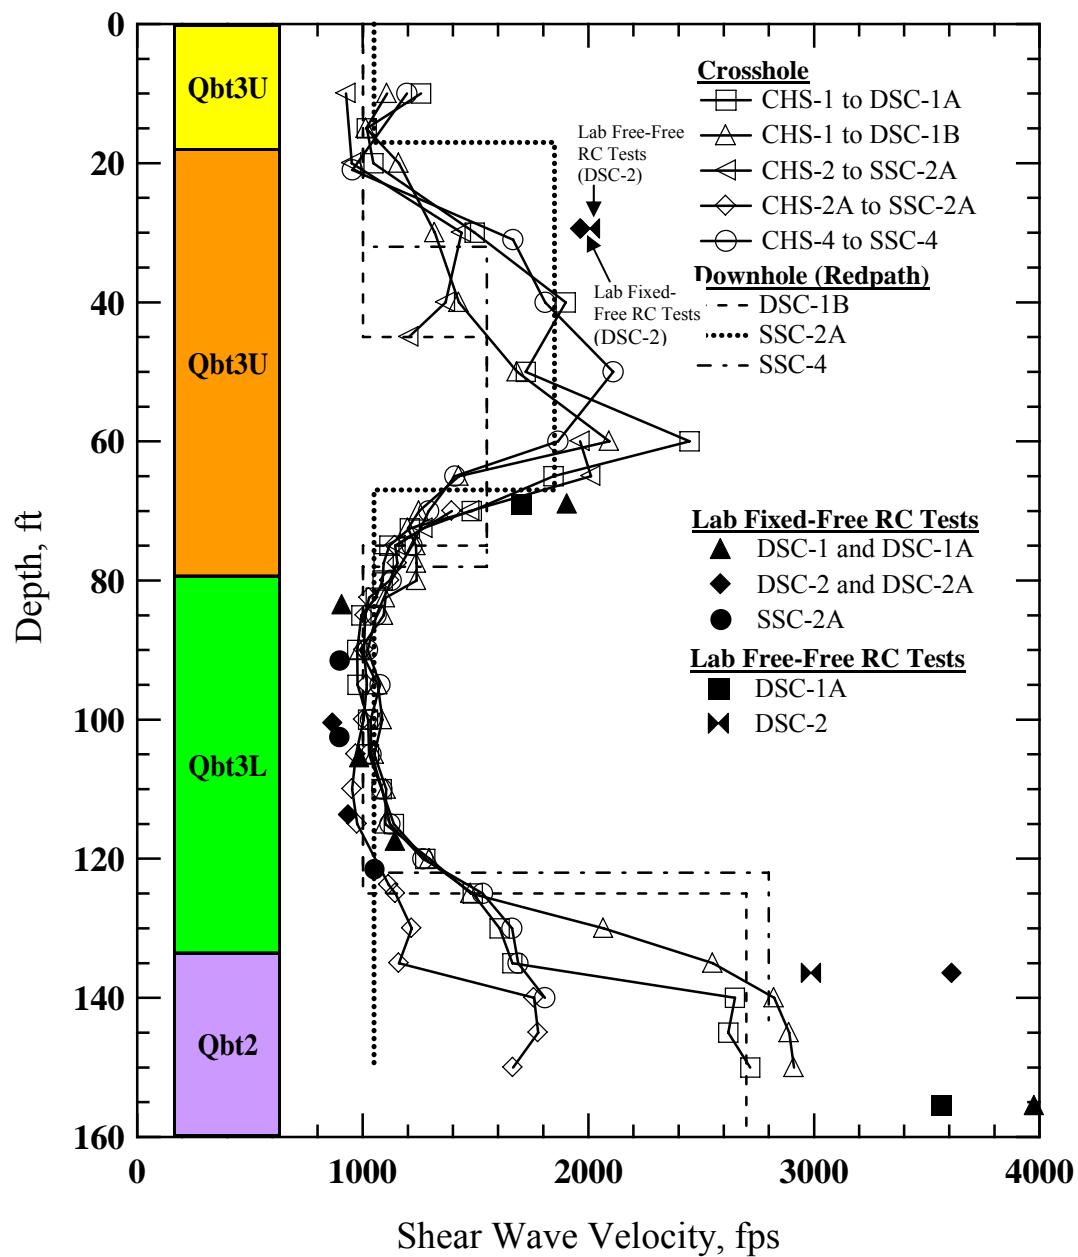 0
20
40
60
80
100
120
140
160
Depth, ft
Qbt3U
Qbt3U
Qbt3L
Qbt2
Lab Free-Free
RC Tests
(DSC-2)
Lab Fixed-
Free RC Tests
(DSC-2)
Crosshole
CHS-1 to DSC-1A
CHS-1 to DSC-1B
CHS-2 to SSC-2A
CHS-2A to SSC-2A
CHS-4 to SSC-4
Downhole (Redpath)
DSC-1B
SSC-2A
SSC-4
Lab Fixed-Free RC Tests
DSC-1 and DSC-1A
DSC-2 and DSC-2A
SSC-2A
Lab Free-Free RC Tests
DSC-1A
DSC-2
0 1000 2000 3000 4000
Shear Wave Velocity, fps